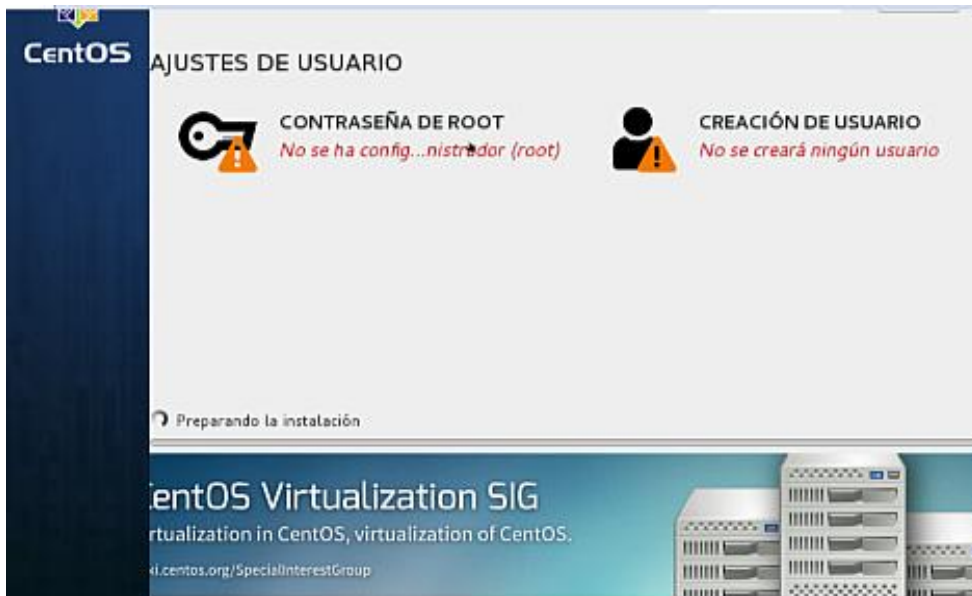 CentOS
AJUSTES DE USUARIO
CONTRASEÑA DE ROOT
No se ha config...nistrador (root)
CREACIÓN DE USUARIO
No se creará ningún usuario
Preparando la instalación
entOS Virtualization SIG
rtualization in CentOS, virtualization of CentOS.
ki.centos.org/SpecialInterestGroup